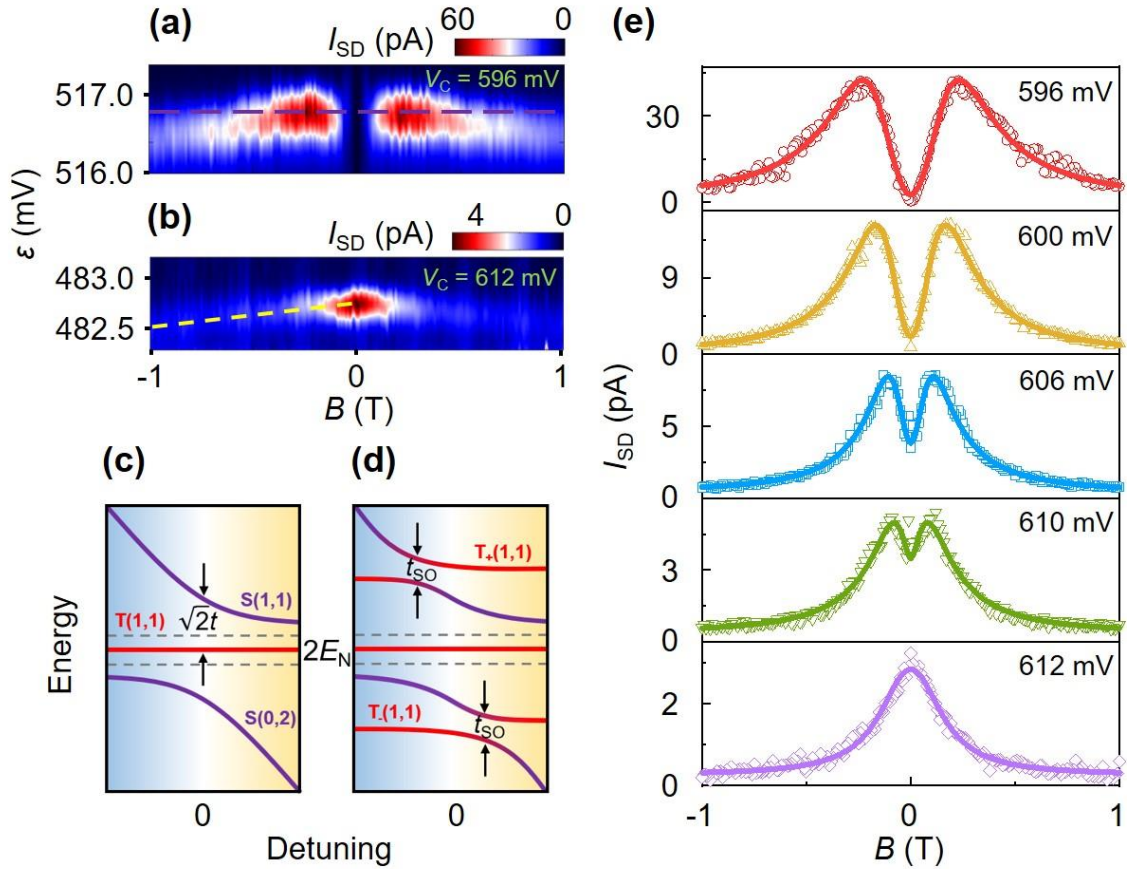 (a)
60 0
I_SD (pA)
V_C = 596 mV
517.0
516.0
(b)
4 0
I_SD (pA)
V_C = 612 mV
483.0
482.5
ε (mV)
-1 0 1
B (T)
(c)
T(1,1)
√2t
S(1,1)
S(0,2)
Energy
0
2E_N
(d)
T_+(1,1)
t_SO
T_-(1,1)
t_SO
0
Detuning
(e)
596 mV
30
0
600 mV
9
0
606 mV
5
0
610 mV
4
0
612 mV
2
0
I_SD (pA)
-1 0 1
B (T)